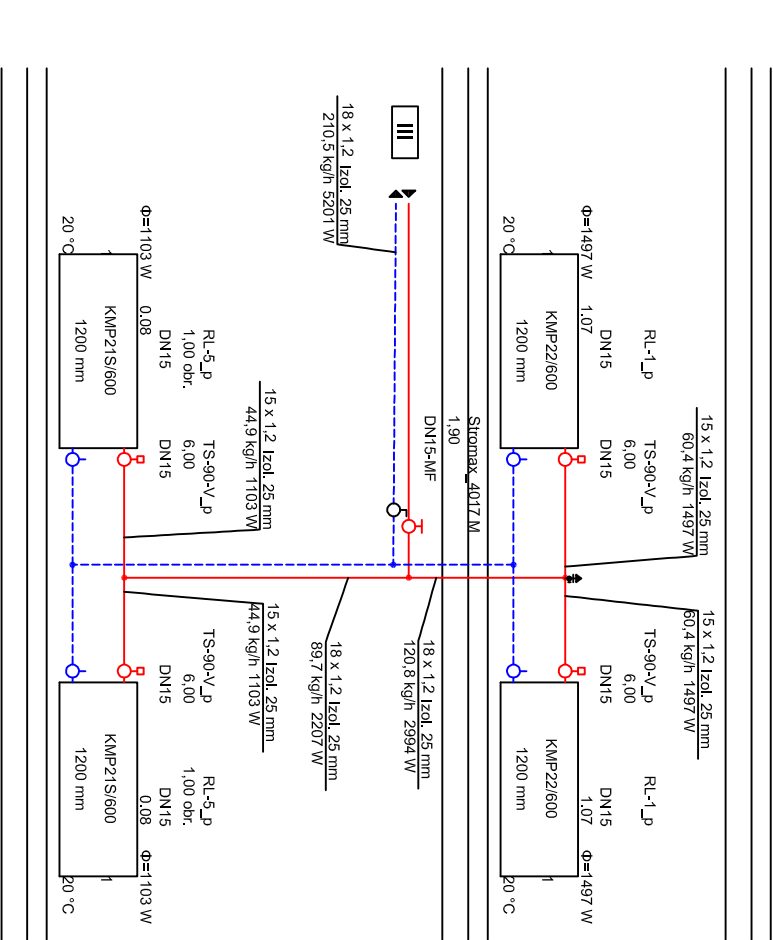 Φ=1497 W
1.07
20 °C
1
KMP22/600
1200 mm
RL-1_p
DN15
TS-90-V_p
6,00
DN15
15 x 1,2 Izol. 25 mm
60,4 kg/h 1497 W
15 x 1,2 Izol. 25 mm
60,4 kg/h 1497 W
TS-90-V_p
6,00
DN15
RL-1_p
DN15
1.07
Φ=1497 W
KMP22/600
1200 mm
1
20 °C
III
18 x 1,2 Izol. 25 mm
210,5 kg/h 5201 W
Stromax_4017 M
1,90
DN15-MF
18 x 1,2 Izol. 25 mm
120,8 kg/h 2994 W
18 x 1,2 Izol. 25 mm
89,7 kg/h 2207 W
Φ=1103 W
0.08
20 °C
1
KMP21S/600
1200 mm
RL-5_p
1,00 obr.
DN15
TS-90-V_p
6,00
DN15
15 x 1,2 Izol. 25 mm
44,9 kg/h 1103 W
15 x 1,2 Izol. 25 mm
44,9 kg/h 1103 W
TS-90-V_p
6,00
DN15
RL-5_p
1,00 obr.
DN15
0.08
Φ=1103 W
KMP21S/600
1200 mm
1
20 °C